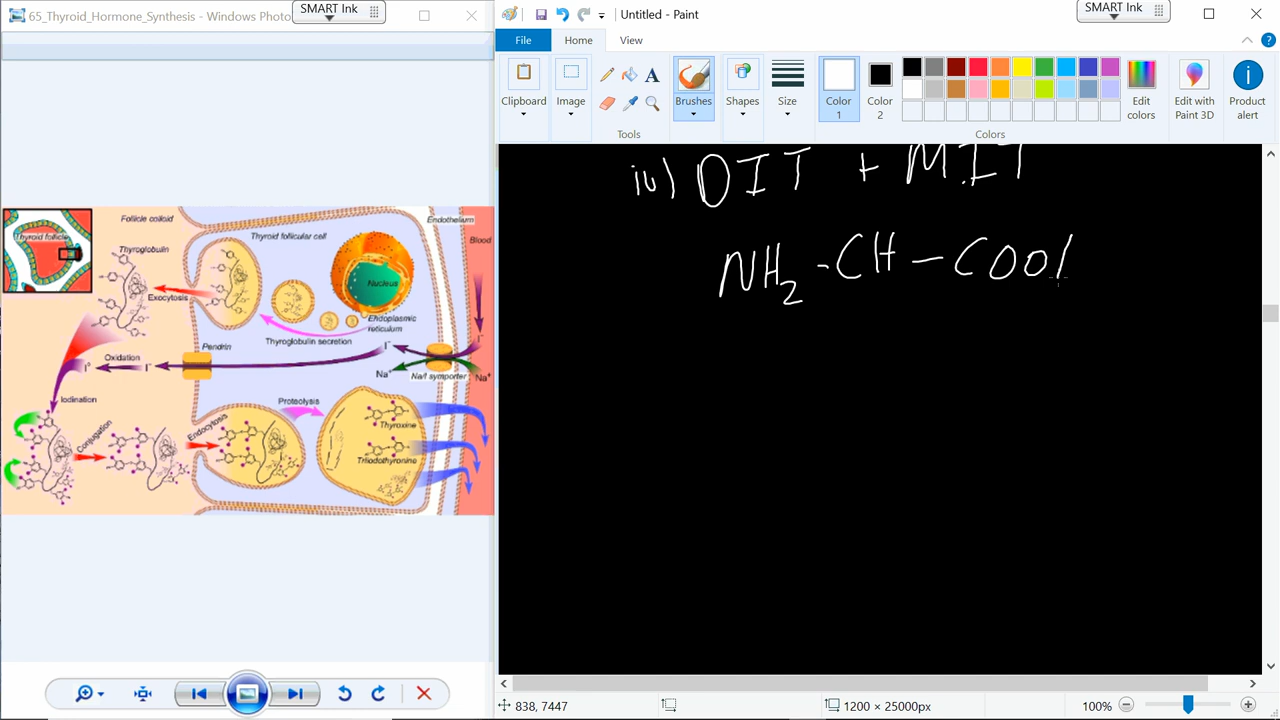 65_Thyroid_Hormone_Synthesis - Windows Photo
SMART Ink
Untitled - Paint
SMART Ink
File
Home
View
Clipboard
Image
Tools
Brushes
Shapes
Size
Color 1
Color 2
Colors
Edit colors
Edit with Paint 3D
Product alert
iv) DIT + M.IT
NH2 - CH - COO
Thyroid follicle
Follicle colloid
Endothelium
Thyroglobulin
Thyroid follicular cell
Blood
Nucleus
Exocytosis
Endoplasmic reticulum
Thyroglobulin secretion
Pendrin
I-
I-
Oxidation
I-
I0
Na+
Na/I symporter
Na+
Iodination
Proteolysis
Conjugation
Endocytosis
Thyroxine
Triiodothyronine
838, 7447
1200 × 25000px
100%